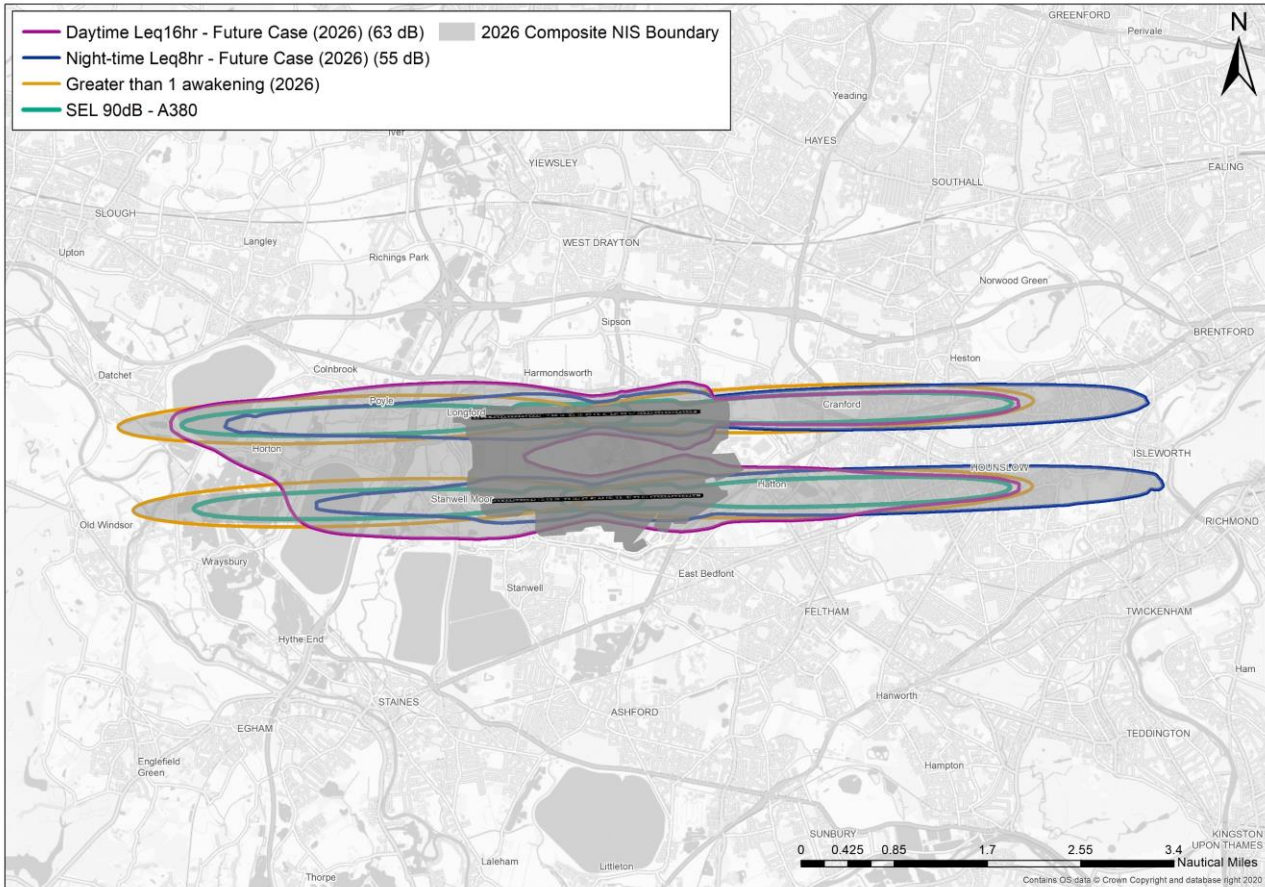 Daytime Leq16hr - Future Case (2026) (63 dB)
2026 Composite NIS Boundary
Night-time Leq8hr - Future Case (2026) (55 dB)
Greater than 1 awakening (2026)
SEL 90dB - A380
N
GREENFORD
Perivale
Yeading
Iver
HAYES
EALING
YIEWSLEY
SOUTHALL
SLOUGH
Langley
WEST DRAYTON
Upton
Richings Park
Norwood Green
Sipson
BRENTFORD
Heston
Datchet
Colnbrook
Harmondsworth
Poyle
Longford
Cranford
Horton
ISLEWORTH
HOUNSLOW
Hatton
Stanwell Moor
Old Windsor
RICHMOND
Wraysbury
East Bedfont
Stanwell
FELTHAM
TWICKENHAM
Hythe End
Ham
Hanworth
STAINES
ASHFORD
EGHAM
TEDDINGTON
Englefield
Green
Hampton
SUNBURY
KINGSTON
UPON THAMES
Laleham
Littleton
Thorpe
0 0.425 0.85 1.7 2.55 3.4
Nautical Miles
Contains OS data © Crown Copyright and database right 2020